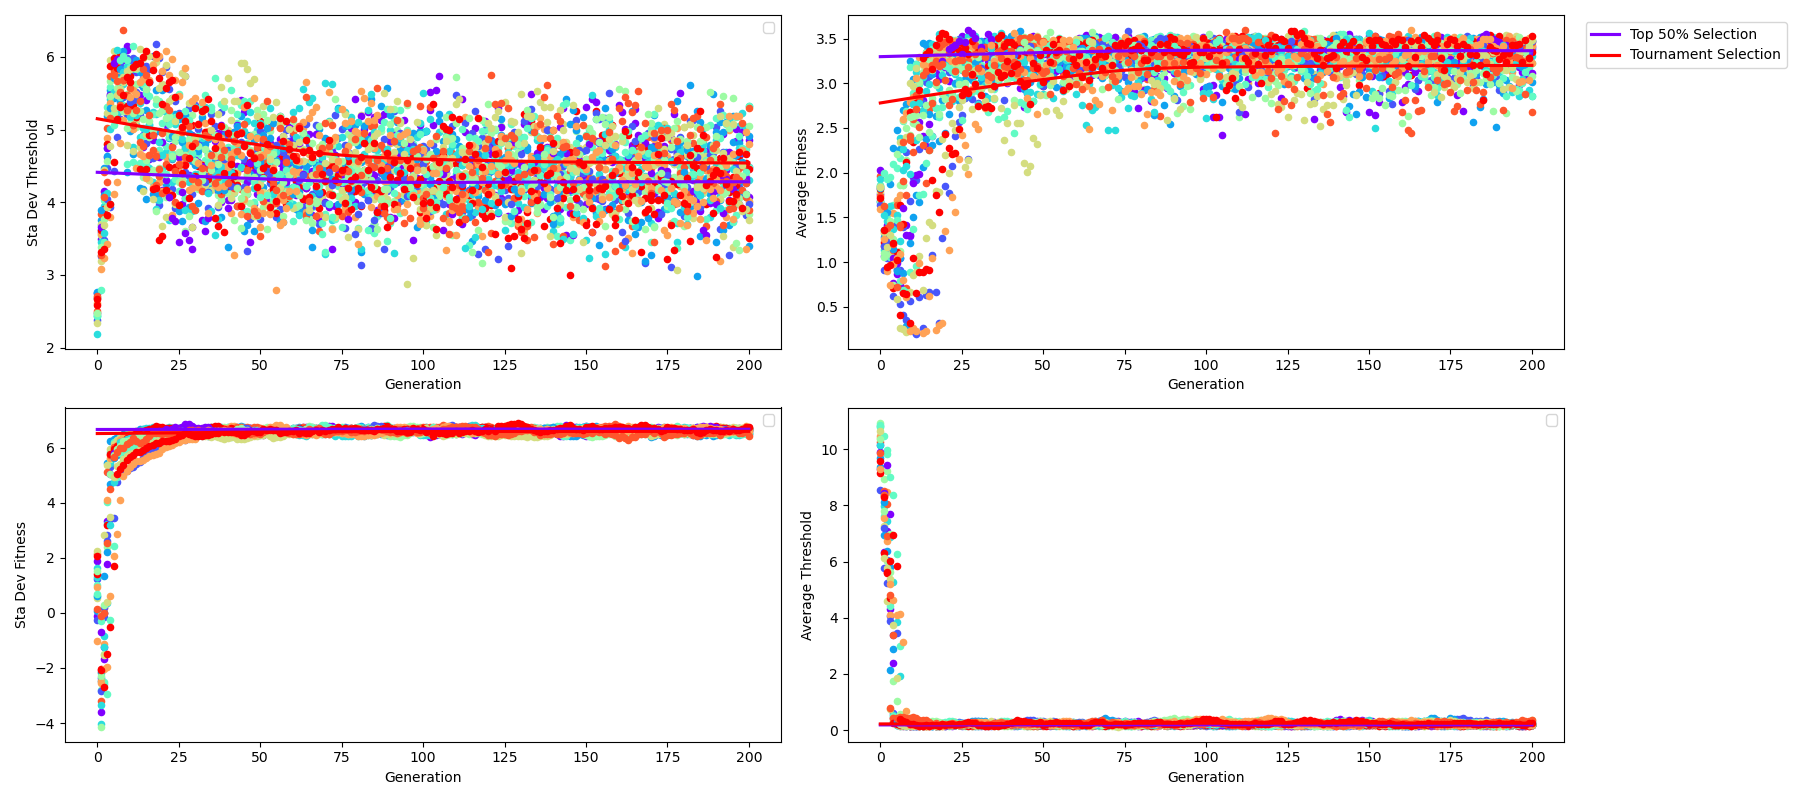 Sta Dev Threshold
6
5
4
3
2
0 25 50 75 100 125 150 175 200
Generation
Average Fitness
3.5
3.0
2.5
2.0
1.5
1.0
0.5
0 25 50 75 100 125 150 175 200
Generation
Top 50% Selection
Tournament Selection
Sta Dev Fitness
6
4
2
0
−2
−4
0 25 50 75 100 125 150 175 200
Generation
Average Threshold
10
8
6
4
2
0
0 25 50 75 100 125 150 175 200
Generation